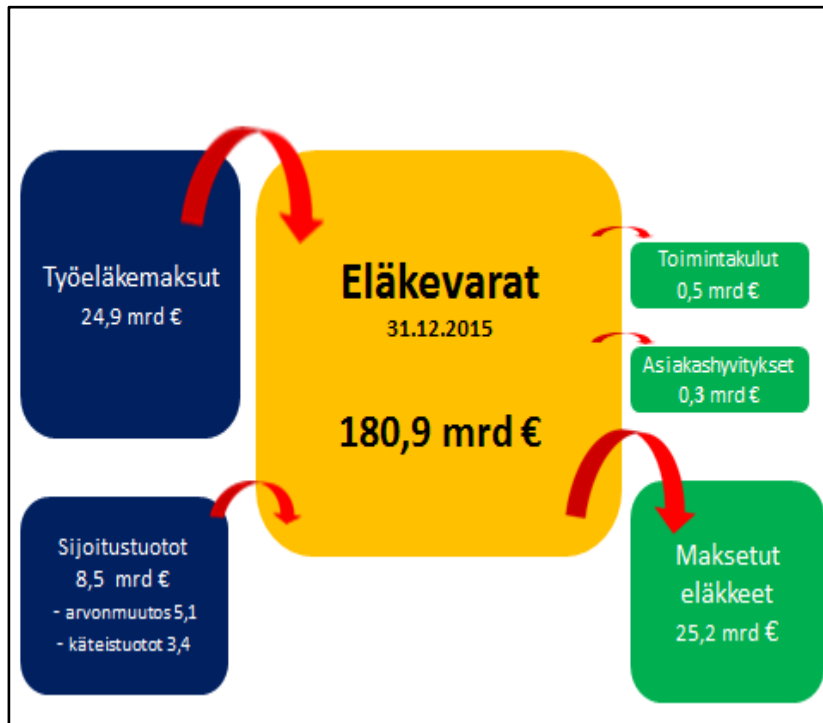 Työeläkemaksut
24,9 mrd €
Sijoitustuotot
8,5 mrd €
- arvonmuutos 5,1
- käteistuotot 3,4
Eläkevarat
31.12.2015
180,9 mrd €
Toimintakulut
0,5 mrd €
Asiakashyvitykset
0,3 mrd €
Maksetut
eläkkeet
25,2 mrd €